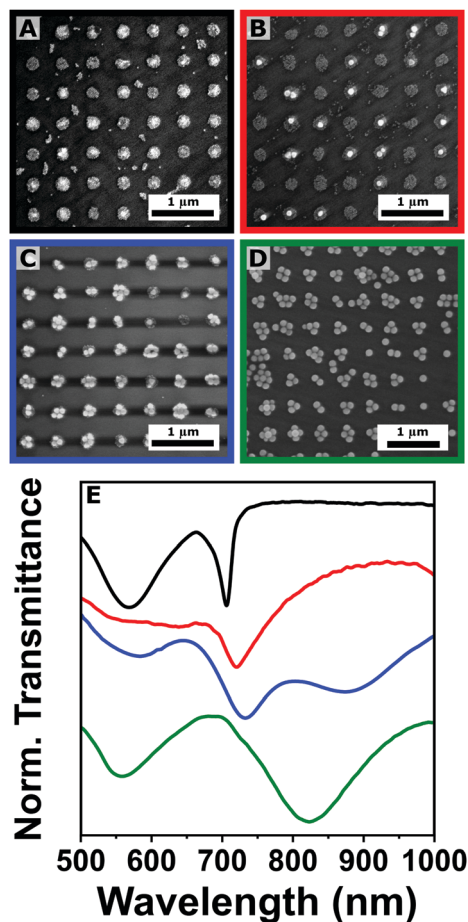 A
1 μm
B
1 μm
C
1 μm
D
1 μm
E
Norm. Transmittance
500 600 700 800 900 1000
Wavelength (nm)